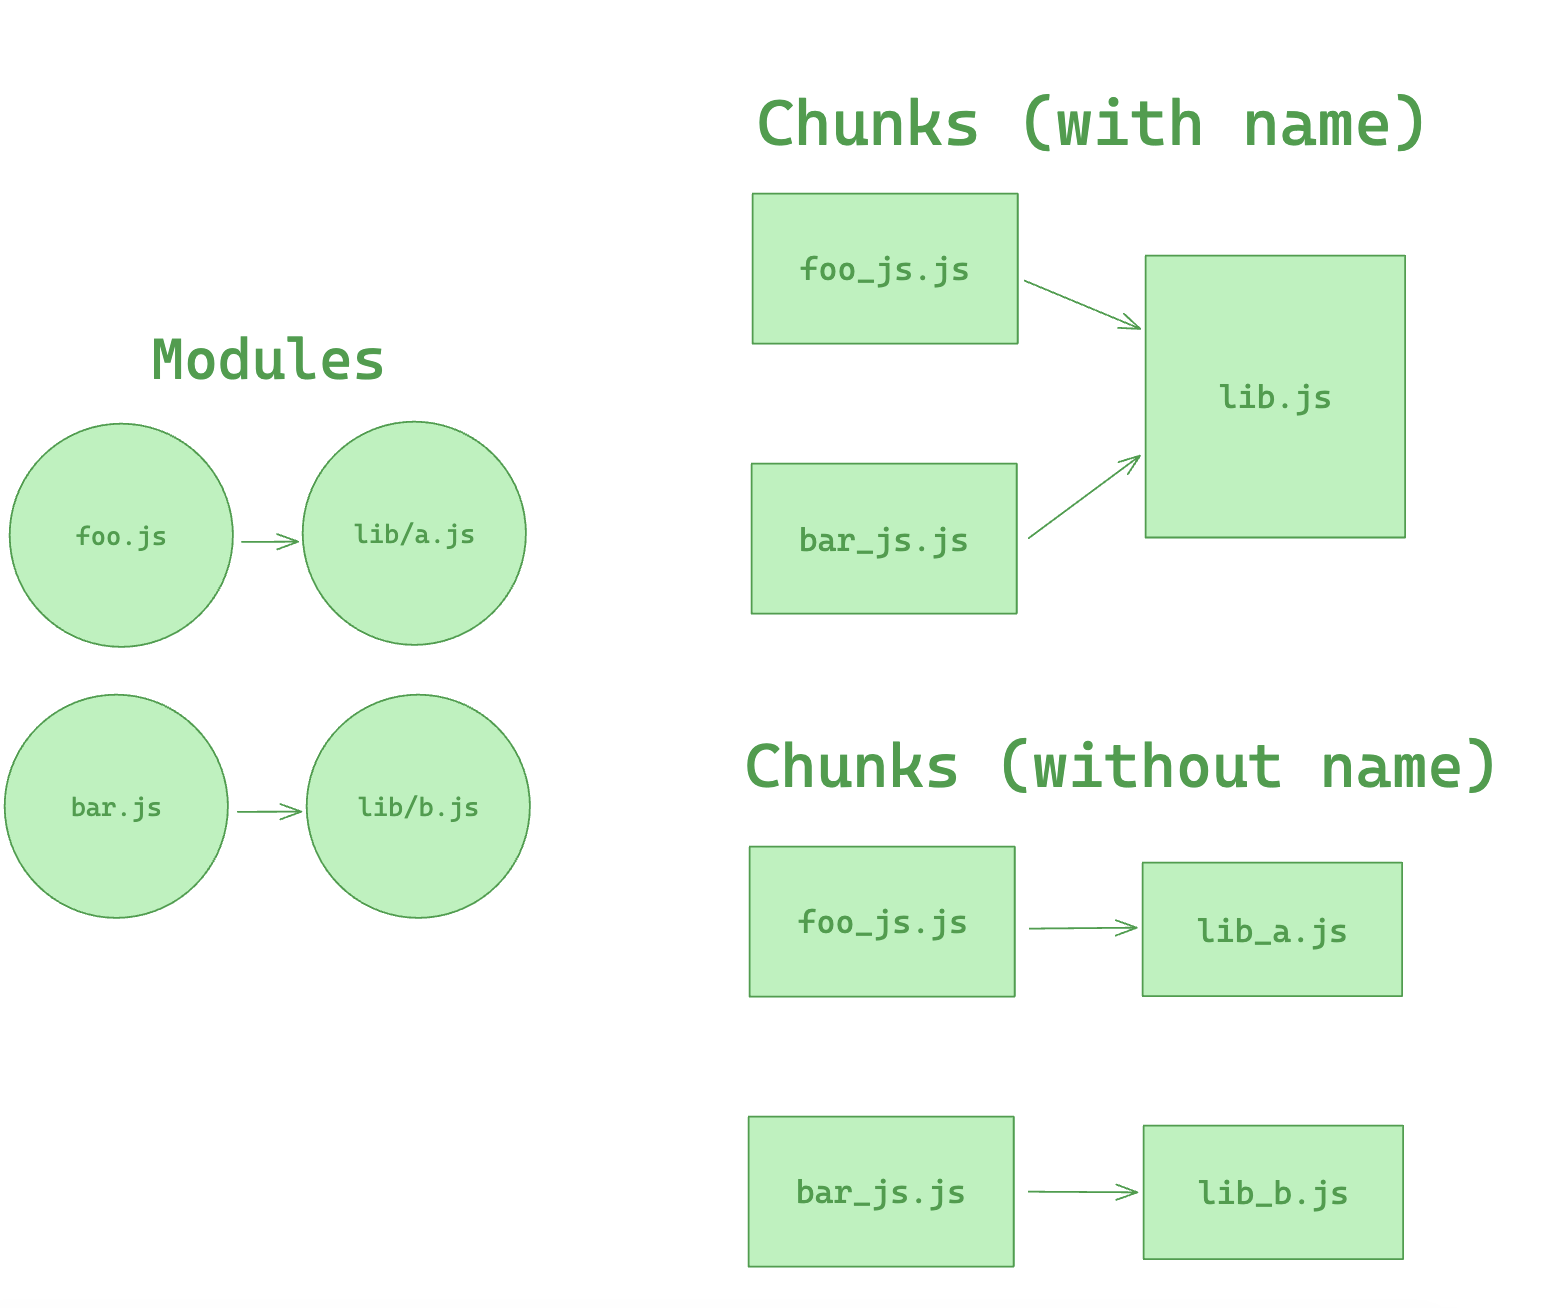 Modules
foo.js
lib/a.js
bar.js
lib/b.js
Chunks (with name)
foo_js.js
lib.js
bar_js.js
Chunks (without name)
foo_js.js
lib_a.js
bar_js.js
lib_b.js